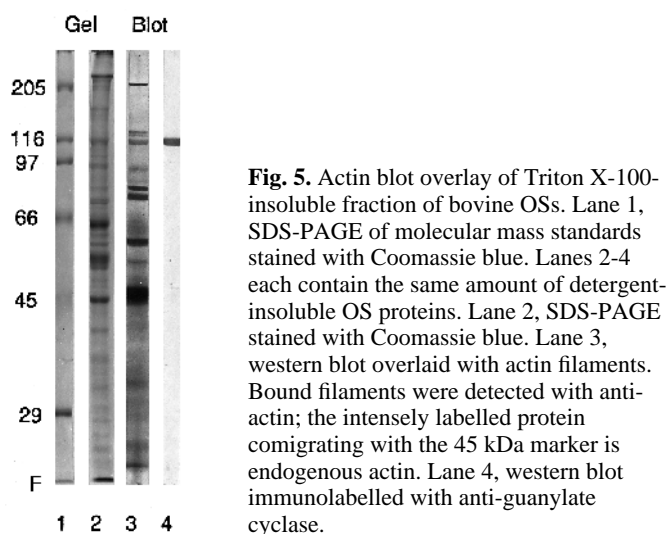 Gel Blot
205
116
97
66
45
29
F
1 2 3 4
Fig. 5. Actin blot overlay of Triton X-100-
insoluble fraction of bovine OSs. Lane 1,
SDS-PAGE of molecular mass standards
stained with Coomassie blue. Lanes 2-4
each contain the same amount of detergent-
insoluble OS proteins. Lane 2, SDS-PAGE
stained with Coomassie blue. Lane 3,
western blot overlaid with actin filaments.
Bound filaments were detected with anti-
actin; the intensely labelled protein
comigrating with the 45 kDa marker is
endogenous actin. Lane 4, western blot
immunolabelled with anti-guanylate
cyclase.